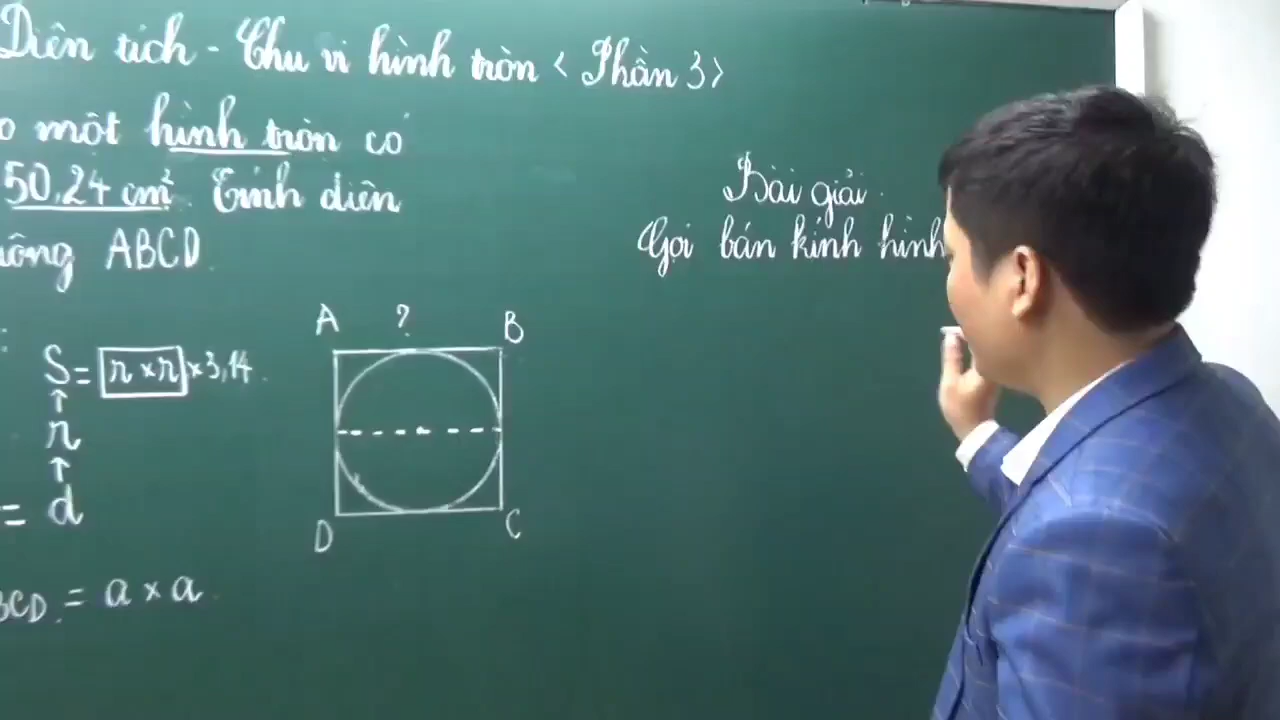 Diện tích - Chu vi hình tròn < Phần 3 >
một hình tròn có
50,24 cm². Tính diện
ABCD
Bài giải
Gọi bán kính hình
A ? B
S = r × r × 3,14
↑
r
↑
= d
D C
BCD = a × a